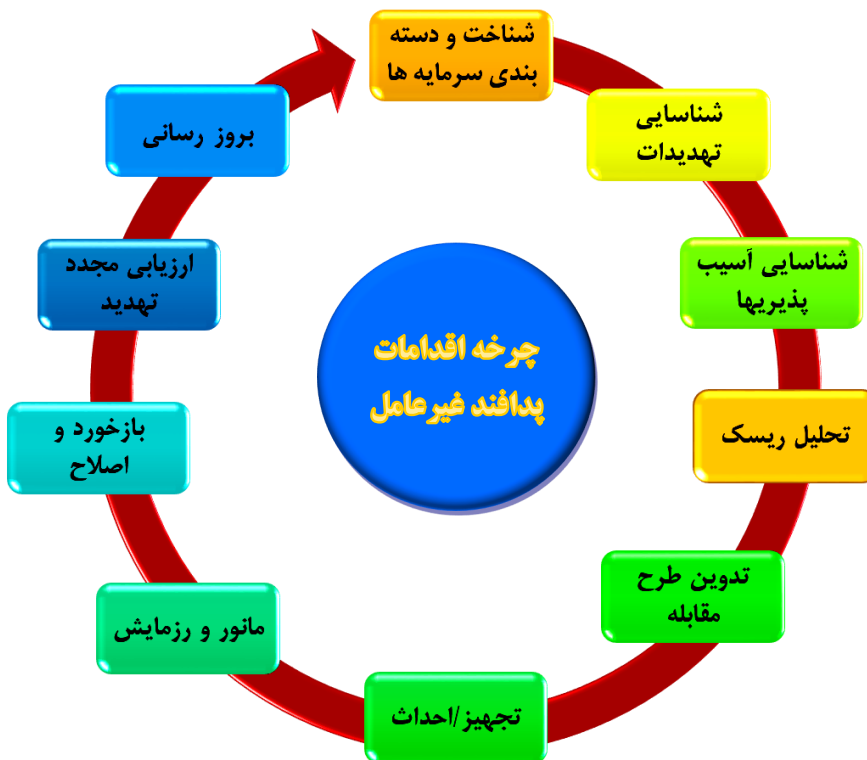 شناخت و دسته
بندی سرمایه ها
شناسایی
تهدیدات
شناسایی آسیب
پذیریها
تحلیل ریسک
تدوین طرح
مقابله
تجهیز/احداث
مانور و رزمایش
بازخورد و
اصلاح
ارزیابی مجدد
تهدید
بروز رسانی
چرخه اقدامات
پدافند غیرعامل